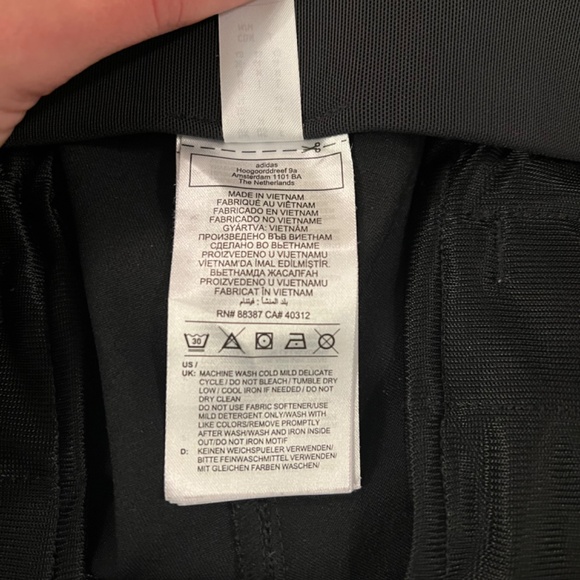 adidas
Hoogoorddreef 9a
Amsterdam 1101 BA
The Netherlands
MADE IN VIETNAM
FABRIQUÉ AU VIÊTNAM
FABRICADO EN VIETNAM
FABRICADO NO VIETNAME
GYÁRTVA: VIETNÁM
ПРОИЗВЕДЕНО ВЪВ ВИЕТНАМ
СДЕЛАНО ВО ВЬЕТНАМЕ
PROIZVEDENO U VIJETNAMU
VIETNAM'DA İMAL EDİLMİŞTİR.
ВЬЕТНАМДА ЖАСАЛҒАН
PROIZVEDENO U VIJETNAMU
بلد المنشأ : فيتنام
FABRICAT ÎN VIETNAM
RN# 88387 CA# 40312
30
US /
UK: MACHINE WASH COLD MILD DELICATE
CYCLE / DO NOT BLEACH / TUMBLE DRY
LOW / COOL IRON IF NEEDED / DO NOT
DRY CLEAN
DO NOT USE FABRIC SOFTENER/USE
MILD DETERGENT ONLY/WASH WITH
LIKE COLORS/REMOVE PROMPTLY
AFTER WASH/WASH AND IRON INSIDE
OUT/DO NOT IRON MOTIF
D: KEINEN WEICHSPUELER VERWENDEN/
BITTE FEINWASCHMITTEL VERWENDEN/
MIT GLEICHEN FARBEN WASCHEN/